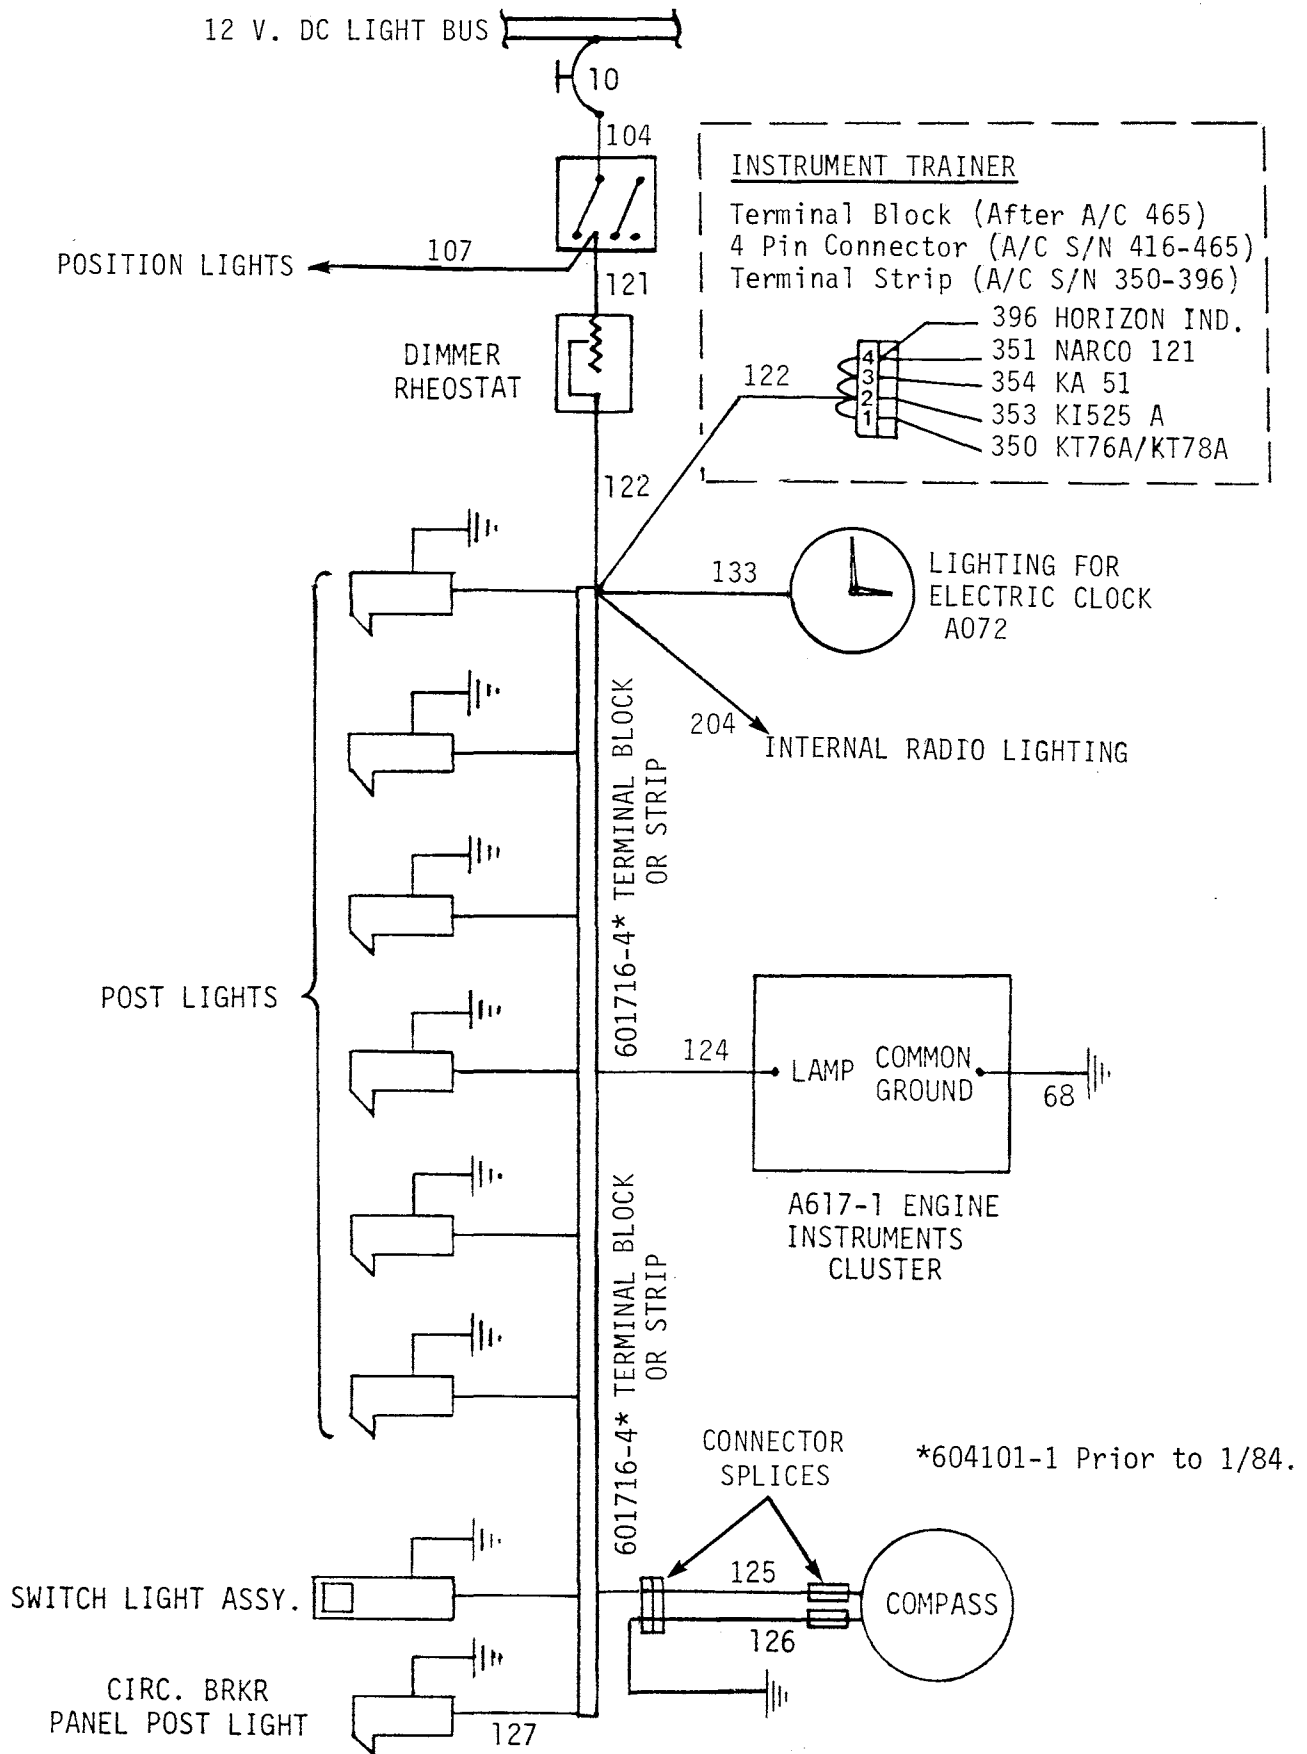 12 V. DC LIGHT BUS
10
104
INSTRUMENT TRAINER
Terminal Block (After A/C 465)
4 Pin Connector (A/C S/N 416-465)
Terminal Strip (A/C S/N 350-396)
396 HORIZON IND.
351 NARCO 121
354 KA 51
353 KI525 A
350 KT76A/KT78A
4
3
2
1
122
POSITION LIGHTS
107
121
DIMMER
RHEOSTAT
122
133
LIGHTING FOR
ELECTRIC CLOCK
A072
204
INTERNAL RADIO LIGHTING
601716-4* TERMINAL BLOCK
OR STRIP
POST LIGHTS
124
LAMP
COMMON
GROUND
68
A617-1 ENGINE
INSTRUMENTS
CLUSTER
601716-4* TERMINAL BLOCK
OR STRIP
CONNECTOR
SPLICES
*604101-1 Prior to 1/84.
SWITCH LIGHT ASSY.
125
126
COMPASS
CIRC. BRKR
PANEL POST LIGHT
127